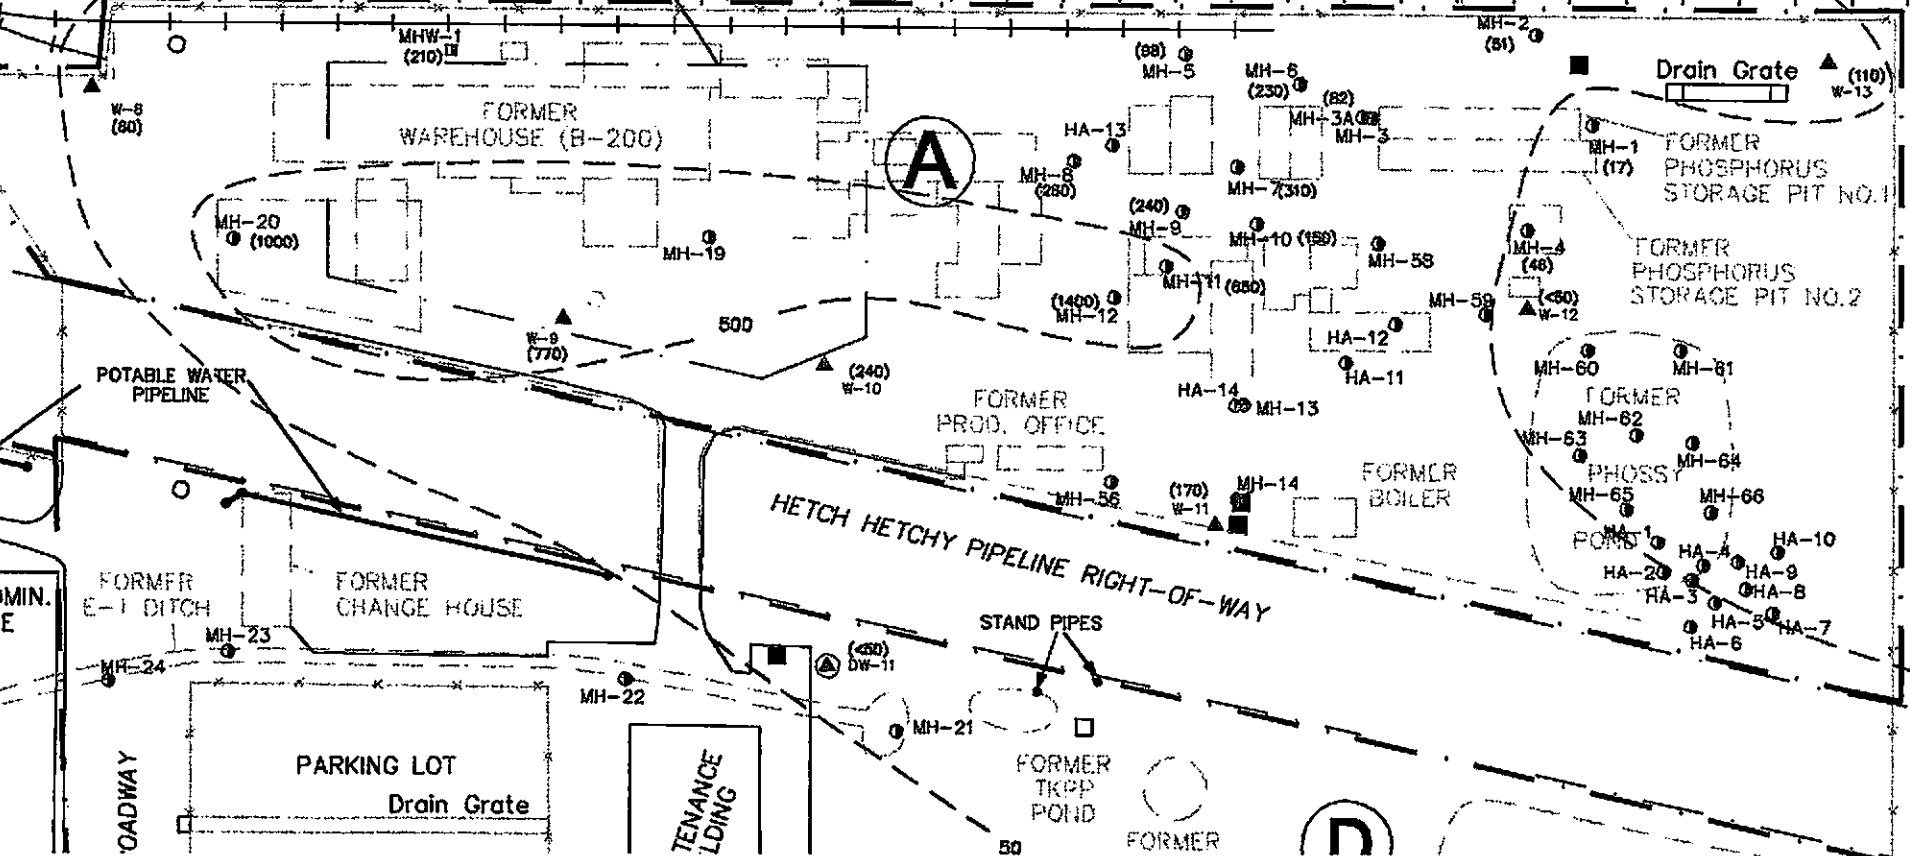 MHW-1
(210)
W-8
(60)
FORMER
WAREHOUSE (B-200)
A
(98)
MH-5
MH-6
(230)
(82)
MH-3A
MH-3
MH-2
(51)
Drain Grate
(110)
W-13
HA-13
MH-8
(260)
MH-7(310)
MH-1
(17)
FORMER
PHOSPHORUS
STORAGE PIT NO.1
MH-20
(1000)
MH-19
(240)
MH-9
MH-10 (150)
MH-58
MH-4
(46)
FORMER
PHOSPHORUS
STORAGE PIT NO.2
MH-11
(650)
(1400)
MH-12
MH-59
(<50)
W-12
500
W-9
(770)
(240)
W-10
HA-12
HA-11
MH-60
MH-61
POTABLE WATER
PIPELINE
HA-14
MH-13
FORMER
PROD. OFFICE
FORMER
MH-62
MH-63
MH-64
PHOSSY
MH-56
(170)
W-11
MH-14
FORMER
BOILER
MH-65
MH-66
POND
HA-1
HETCH HETCHY PIPELINE RIGHT-OF-WAY
HA-10
HA-4
HA-9
HA-2
HA-8
HA-3
HA-5
HA-7
HA-6
DMIN.
E
FORMER
E-1 DITCH
FORMER
CHANGE HOUSE
STAND PIPES
MH-23
MH-24
MH-22
(<50)
DW-11
MH-21
PARKING LOT
Drain Grate
OADWAY
TENANCE
LDING
FORMER
TKPP
POND
FORMER
50
D